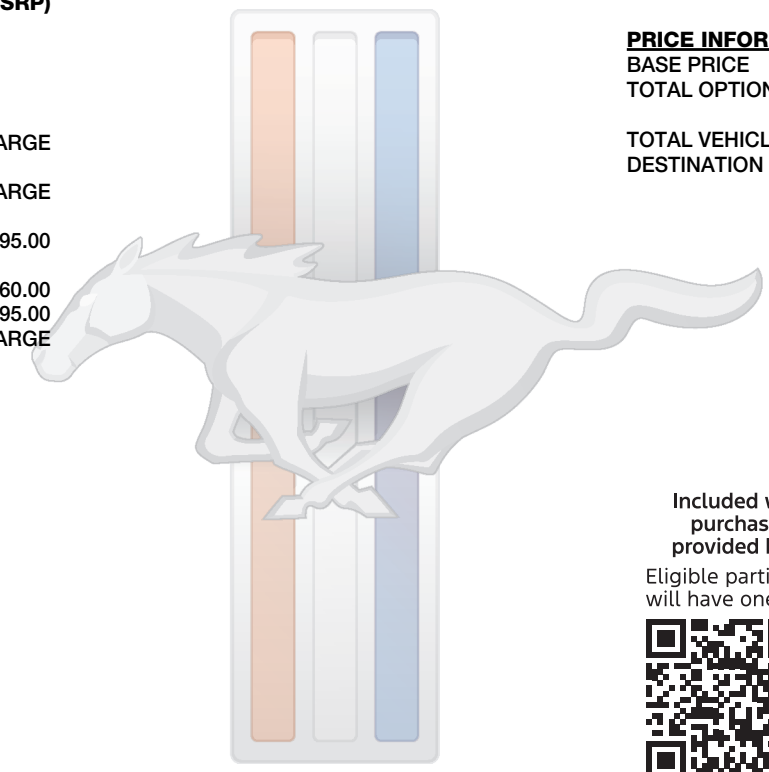 SRP)
ARGE
ARGE
95.00
60.00
95.00
ARGE
PRICE INFOR
BASE PRICE
TOTAL OPTION
TOTAL VEHICL
DESTINATION
Included w
purchas
provided b
Eligible parti
will have one